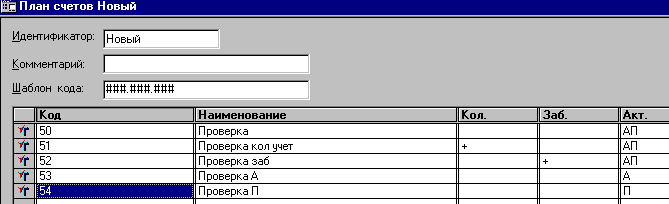 План счетов Новый
Идентификатор: Новый
Комментарий:
Шаблон кода: ###.###.###
Код Наименование Кол. Заб. Акт.
50 Проверка АП
51 Проверка кол учет + АП
52 Проверка заб + АП
53 Проверка А А
54 Проверка П П